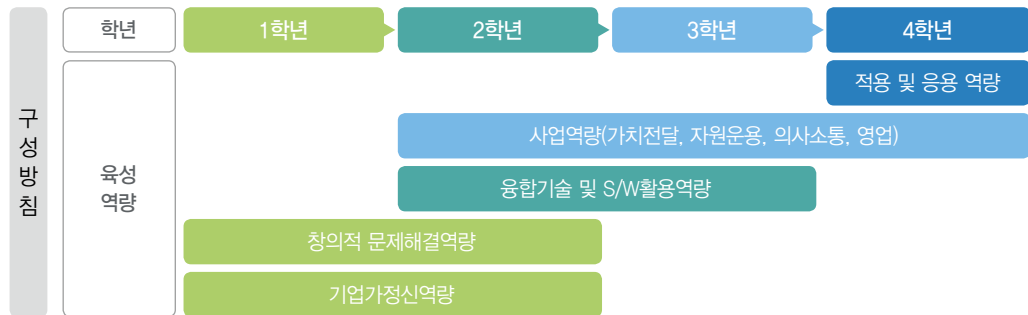 구성방침
학년
1학년
2학년
3학년
4학년
육성
역량
적용 및 응용 역량
사업역량(가치전달, 자원운용, 의사소통, 영업)
융합기술 및 S/W활용역량
창의적 문제해결역량
기업가정신역량